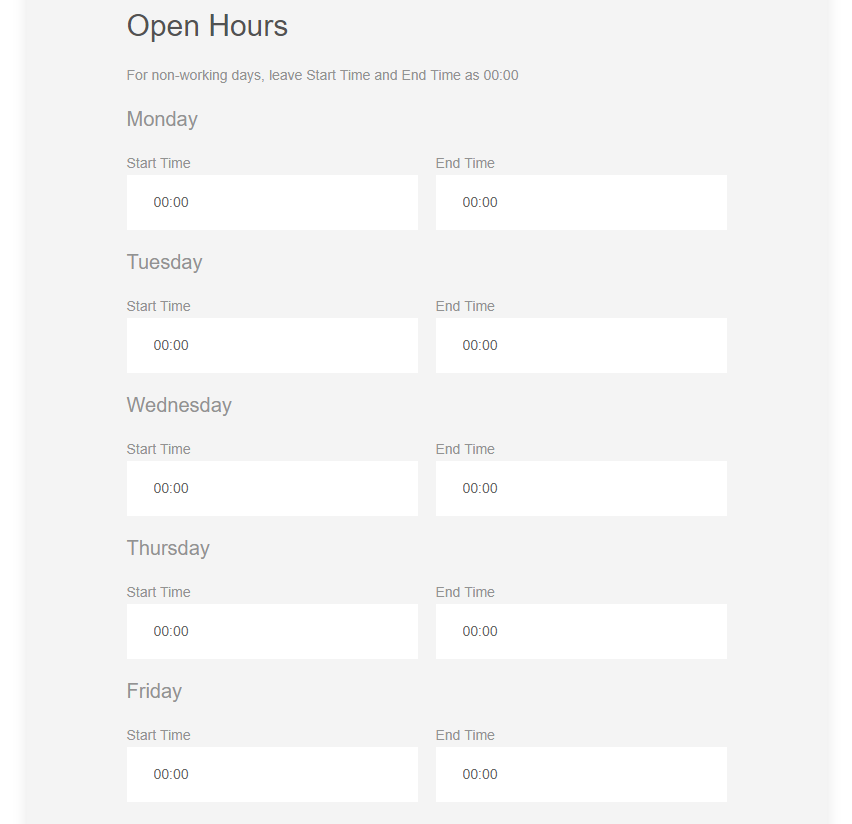 Open Hours
For non-working days, leave Start Time and End Time as 00:00
Monday
Start Time End Time
00:00 00:00
Tuesday
Start Time End Time
00:00 00:00
Wednesday
Start Time End Time
00:00 00:00
Thursday
Start Time End Time
00:00 00:00
Friday
Start Time End Time
00:00 00:00